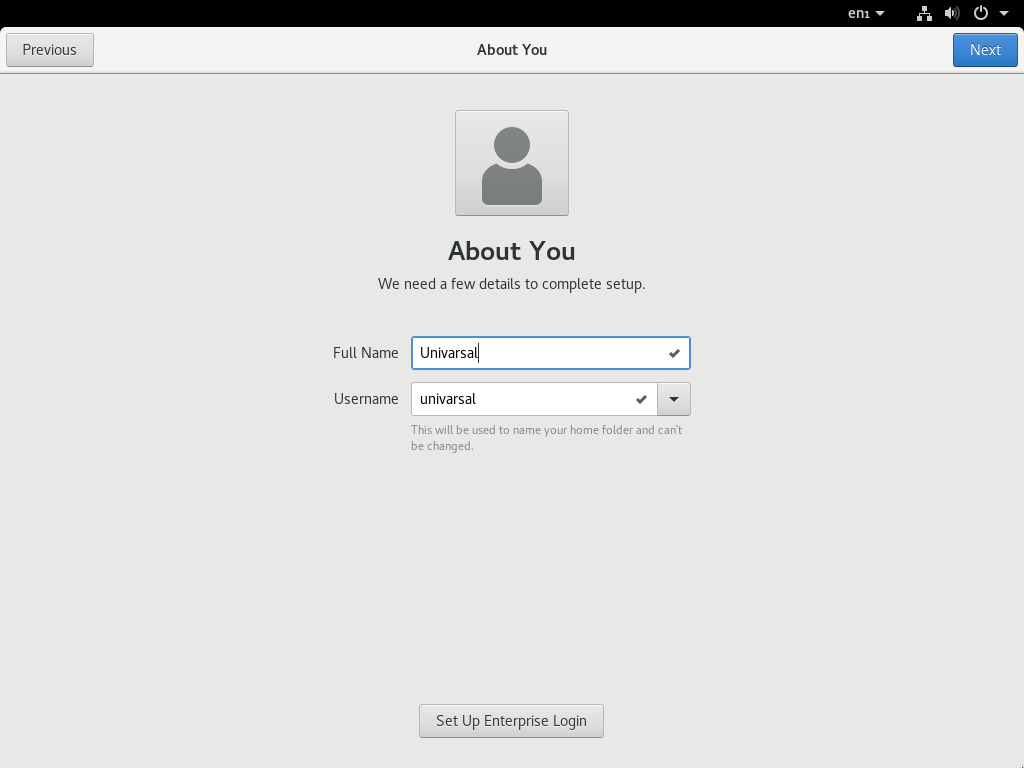 en₁
Previous
About You
Next
About You
We need a few details to complete setup.
Full Name
Univarsal
Username
univarsal
This will be used to name your home folder and can't
be changed.
Set Up Enterprise Login